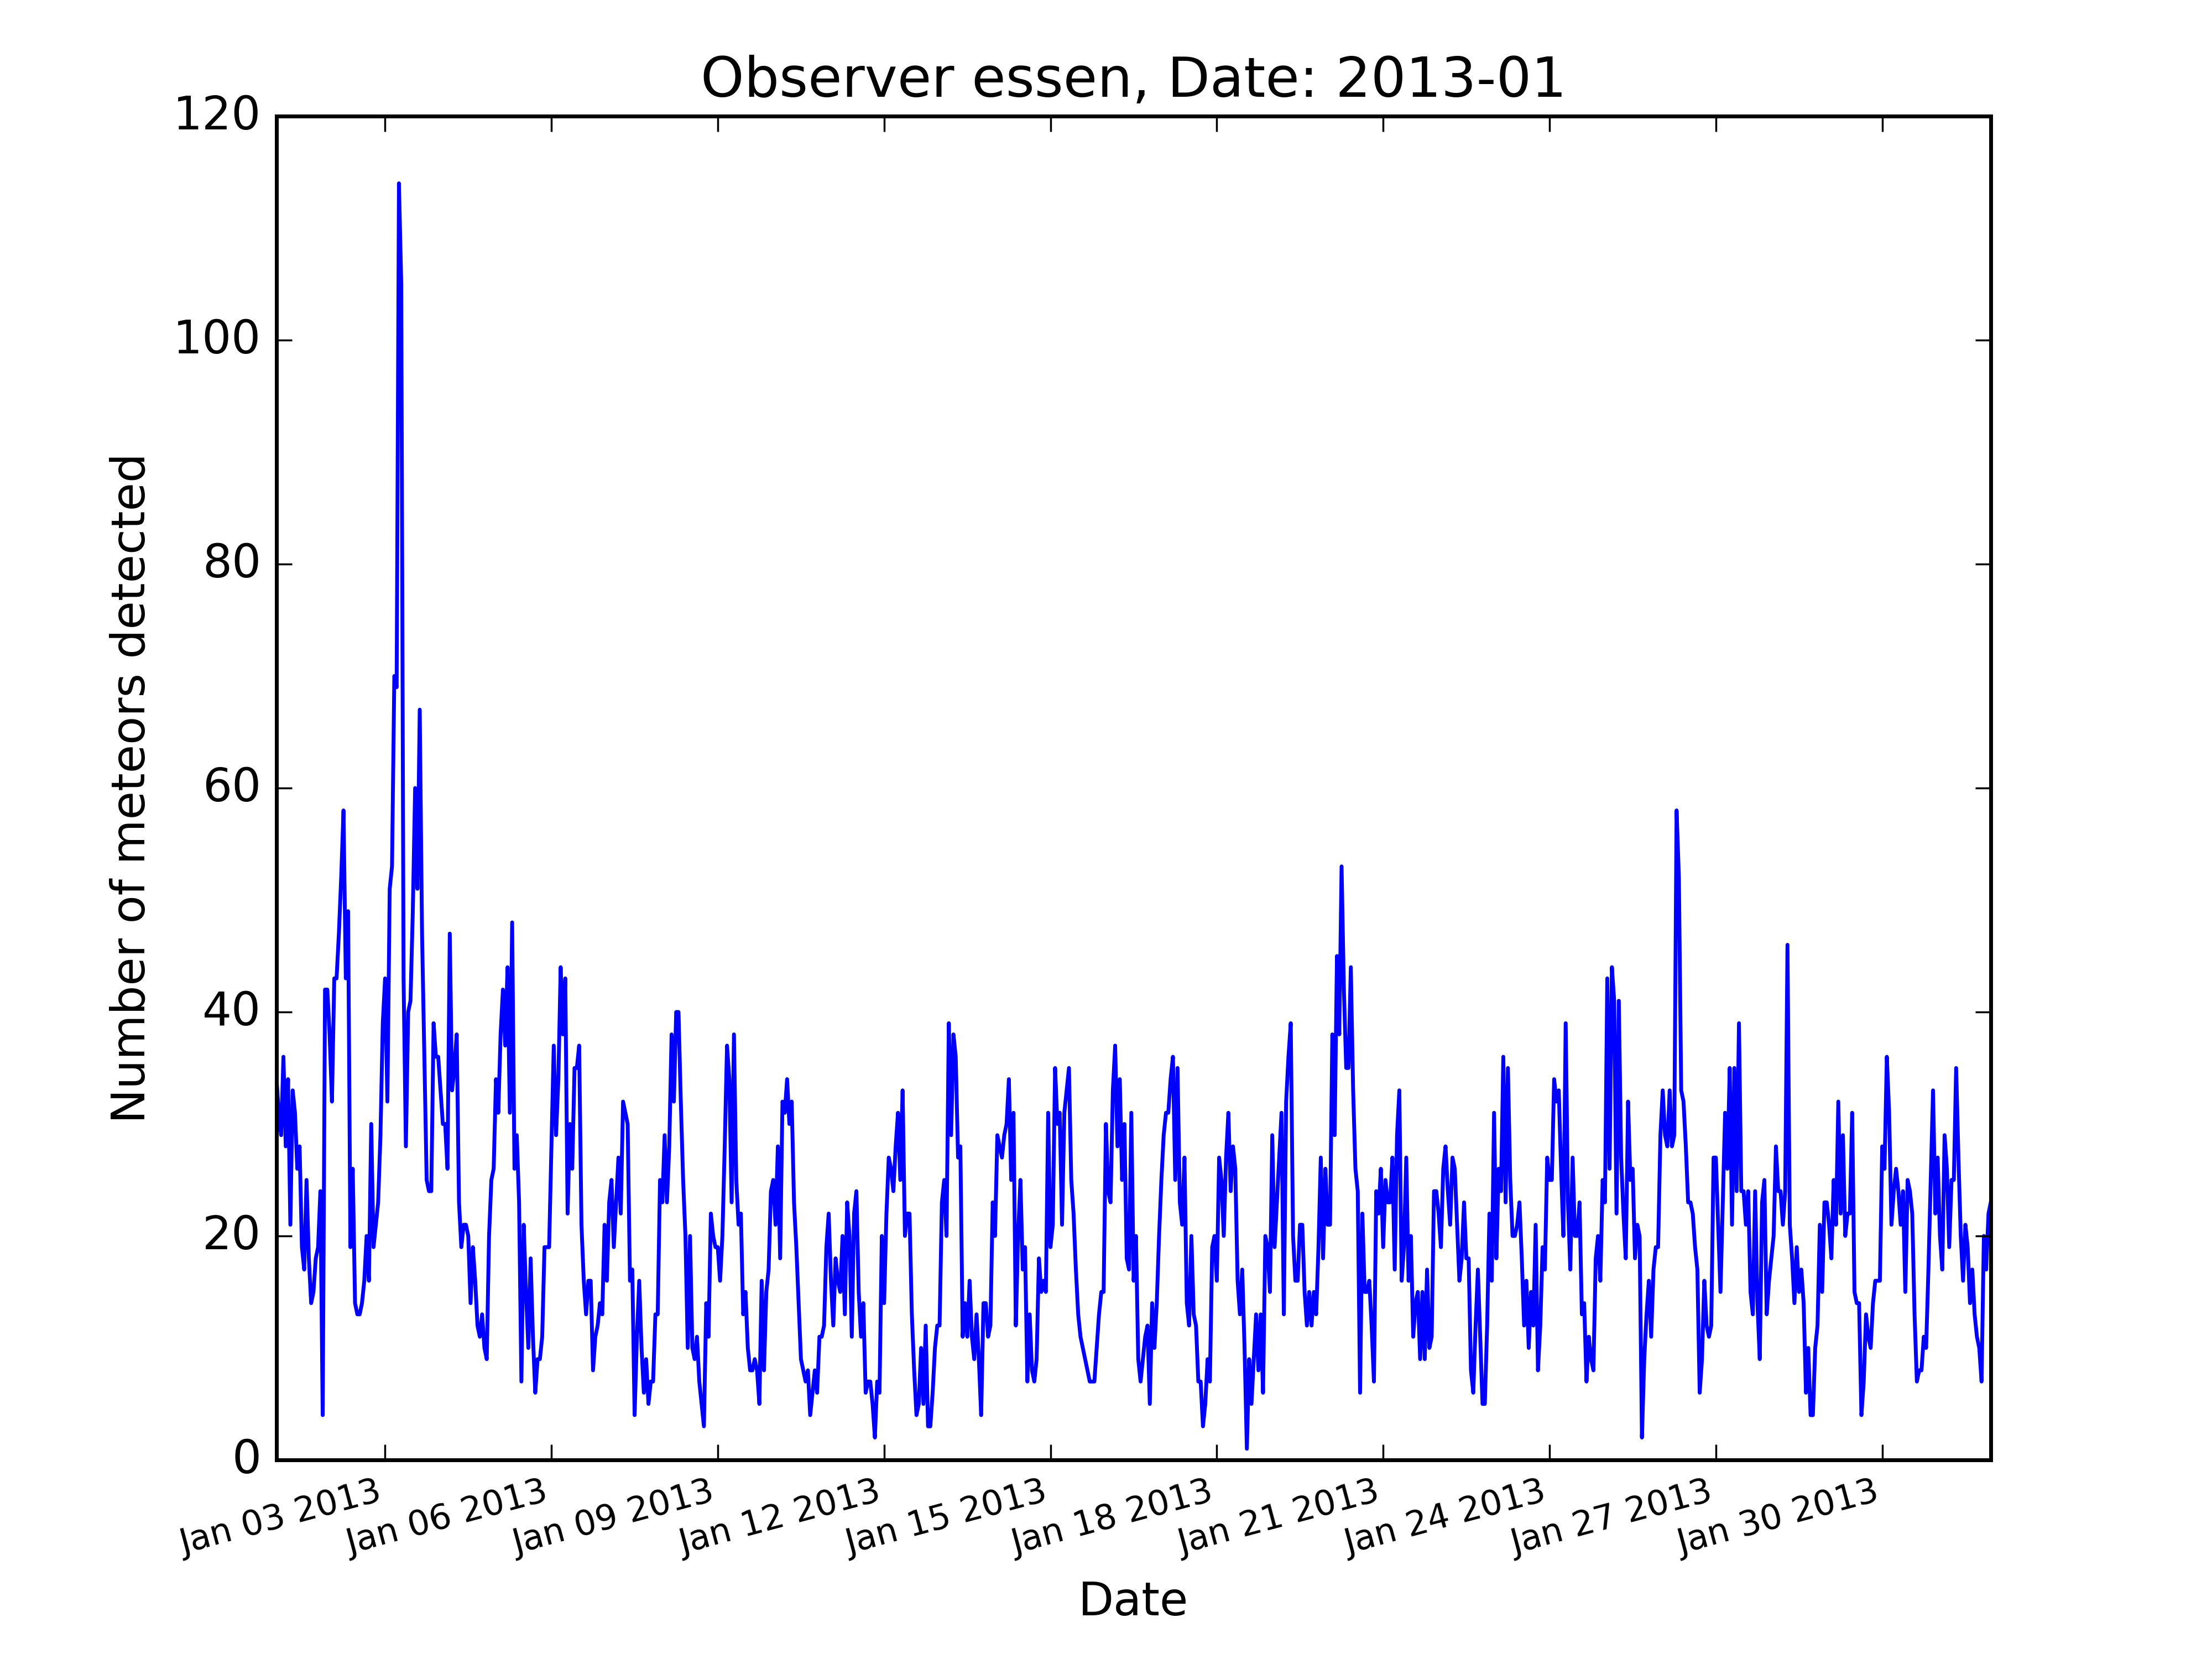 Observer essen, Date: 2013-01
120
100
80
60
40
20
0
Number of meteors detected
Jan 03 2013
Jan 06 2013
Jan 09 2013
Jan 12 2013
Jan 15 2013
Jan 18 2013
Jan 21 2013
Jan 24 2013
Jan 27 2013
Jan 30 2013
Date